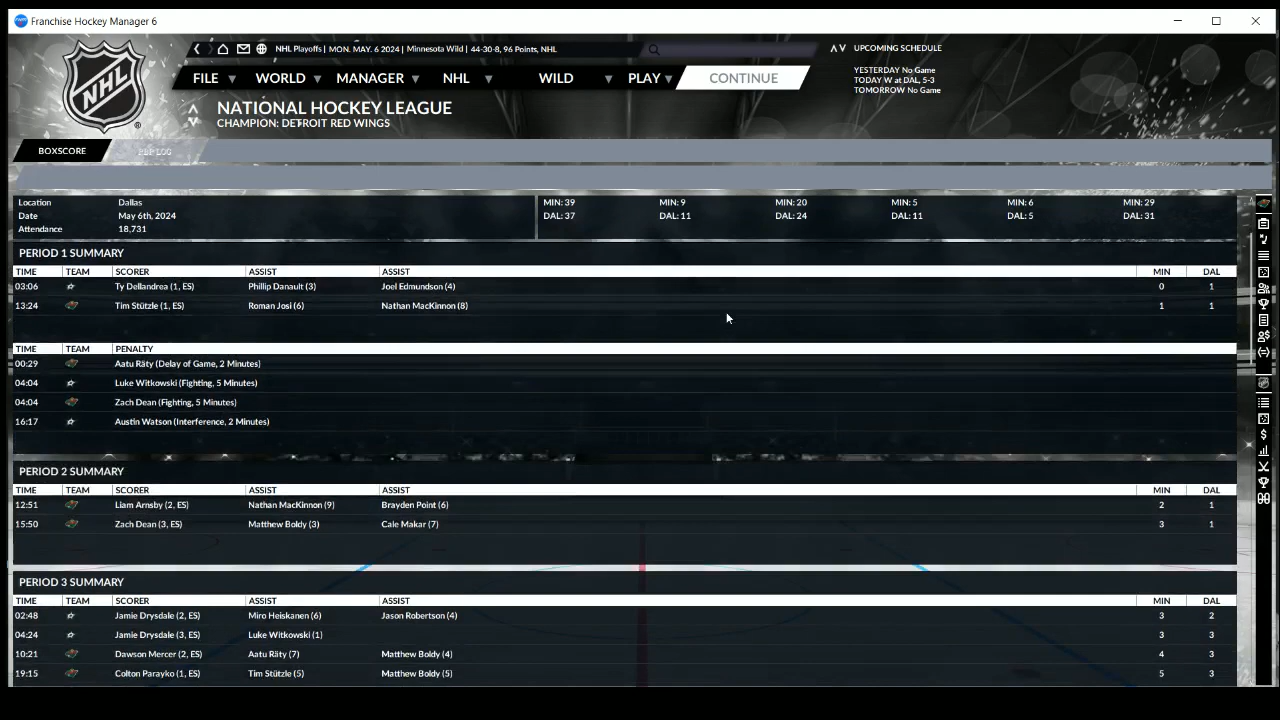 Franchise Hockey Manager 6
NHL Playoffs | MON. MAY. 6 2024 | Minnesota Wild | 44-30-8, 96 Points, NHL
UPCOMING SCHEDULE
YESTERDAY No Game
TODAY W at DAL, 5-3
TOMORROW No Game
FILE WORLD MANAGER NHL WILD PLAY CONTINUE
NHL
NATIONAL HOCKEY LEAGUE
CHAMPION: DETROIT RED WINGS
BOXSCORE PBP LOG
Location Dallas MIN: 39 MIN: 9 MIN: 20 MIN: 5 MIN: 6 MIN: 29
Date May 6th, 2024 DAL: 37 DAL: 11 DAL: 24 DAL: 11 DAL: 5 DAL: 31
Attendance 18,731
PERIOD 1 SUMMARY
TIME TEAM SCORER ASSIST ASSIST MIN DAL
03:06 Ty Dellandrea (1, ES) Phillip Danault (3) Joel Edmundson (4) 0 1
13:24 Tim Stützle (1, ES) Roman Josi (6) Nathan MacKinnon (8) 1 1
TIME TEAM PENALTY
00:29 Aatu Räty (Delay of Game, 2 Minutes)
04:04 Luke Witkowski (Fighting, 5 Minutes)
04:04 Zach Dean (Fighting, 5 Minutes)
16:17 Austin Watson (Interference, 2 Minutes)
PERIOD 2 SUMMARY
TIME TEAM SCORER ASSIST ASSIST MIN DAL
12:51 Liam Arnsby (2, ES) Nathan MacKinnon (9) Brayden Point (6) 2 1
15:50 Zach Dean (3, ES) Matthew Boldy (3) Cale Makar (7) 3 1
PERIOD 3 SUMMARY
TIME TEAM SCORER ASSIST ASSIST MIN DAL
02:48 Jamie Drysdale (2, ES) Miro Heiskanen (6) Jason Robertson (4) 3 2
04:24 Jamie Drysdale (3, ES) Luke Witkowski (1) 3 3
10:21 Dawson Mercer (2, ES) Aatu Räty (7) Matthew Boldy (4) 4 3
19:15 Colton Parayko (1, ES) Tim Stützle (5) Matthew Boldy (5) 5 3